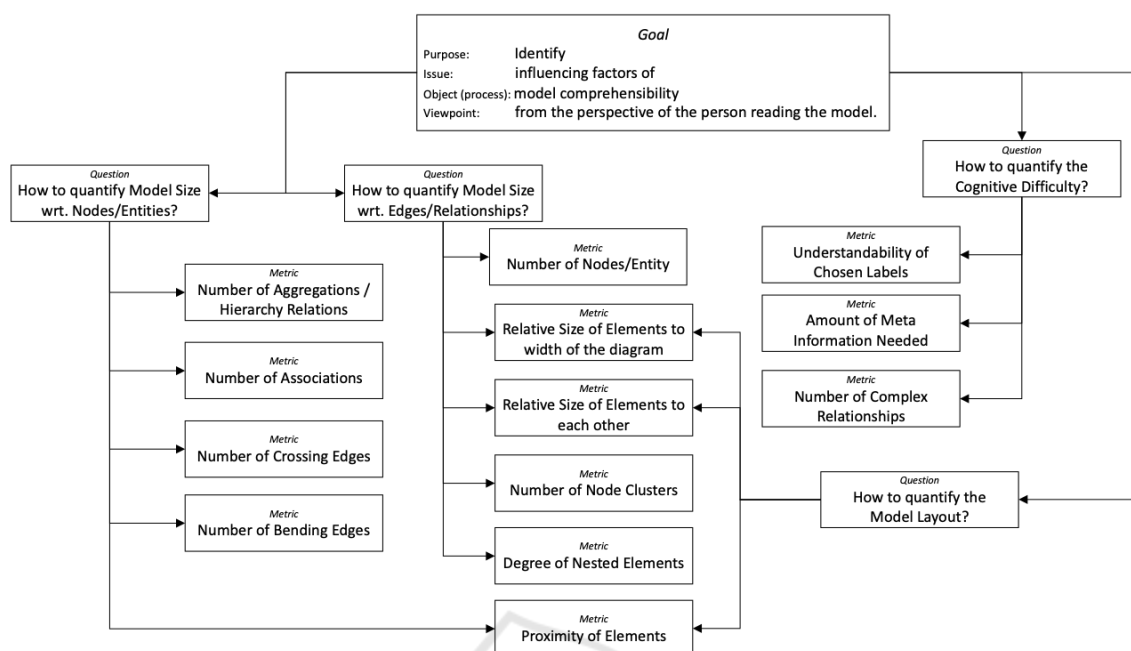 Goal
Purpose: Identify
Issue: influencing factors of
Object (process): model comprehensibility
Viewpoint: from the perspective of the person reading the model.
Question
How to quantify Model Size
wrt. Nodes/Entities?
Question
How to quantify Model Size
wrt. Edges/Relationships?
Question
How to quantify the
Cognitive Difficulty?
Metric
Number of Aggregations /
Hierarchy Relations
Metric
Number of Associations
Metric
Number of Crossing Edges
Metric
Number of Bending Edges
Metric
Number of Nodes/Entity
Metric
Relative Size of Elements to
width of the diagram
Metric
Relative Size of Elements to
each other
Metric
Number of Node Clusters
Metric
Degree of Nested Elements
Metric
Proximity of Elements
Metric
Understandability of
Chosen Labels
Metric
Amount of Meta
Information Needed
Metric
Number of Complex
Relationships
Question
How to quantify the
Model Layout?